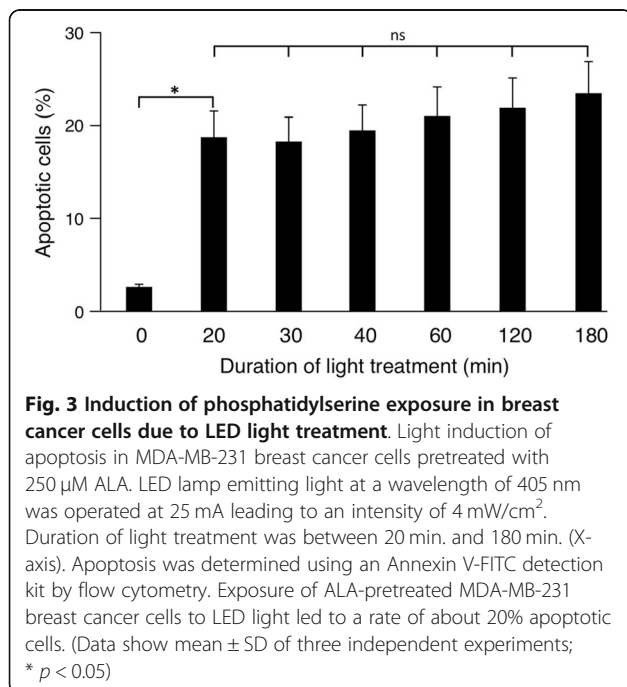 30
ns
*
20
Apoptotic cells (%)
10
0
0 20 30 40 60 120 180
Duration of light treatment (min)
Fig. 3 Induction of phosphatidylserine exposure in breast
cancer cells due to LED light treatment. Light induction of
apoptosis in MDA-MB-231 breast cancer cells pretreated with
250 μM ALA. LED lamp emitting light at a wavelength of 405 nm
was operated at 25 mA leading to an intensity of 4 mW/cm².
Duration of light treatment was between 20 min. and 180 min. (X-
axis). Apoptosis was determined using an Annexin V-FITC detection
kit by flow cytometry. Exposure of ALA-pretreated MDA-MB-231
breast cancer cells to LED light led to a rate of about 20% apoptotic
cells. (Data show mean ± SD of three independent experiments;
* p < 0.05)